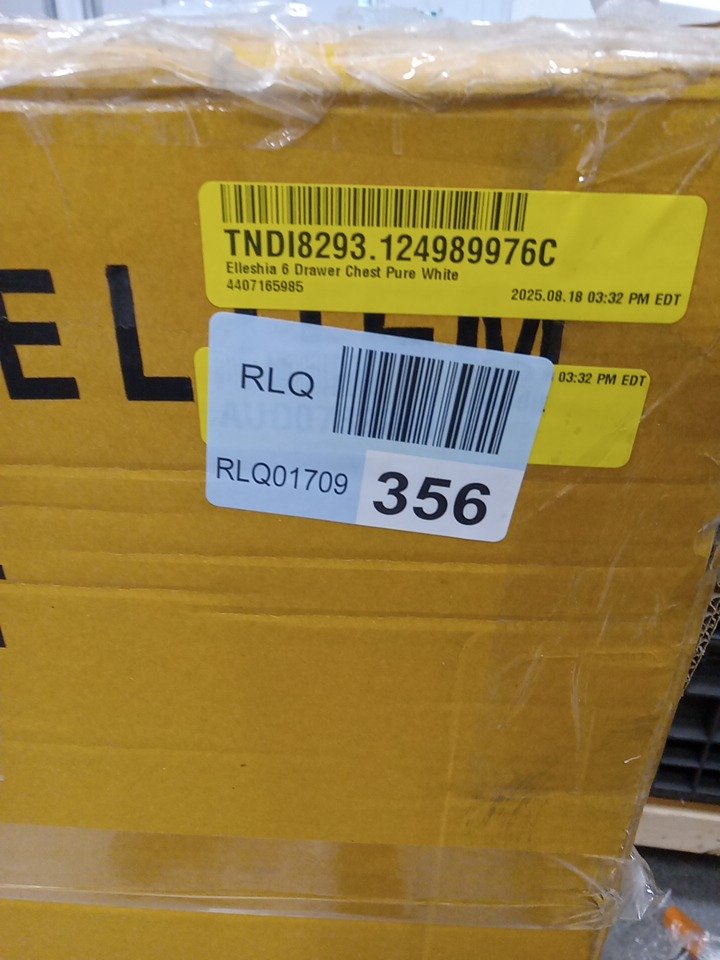 TNDI8293.124989976C
Elleshia 6 Drawer Chest Pure White
4407165985
2025.08.18 03:32 PM EDT
EL ITEM
03:32 PM EDT
RLQ
RLQ01709
356